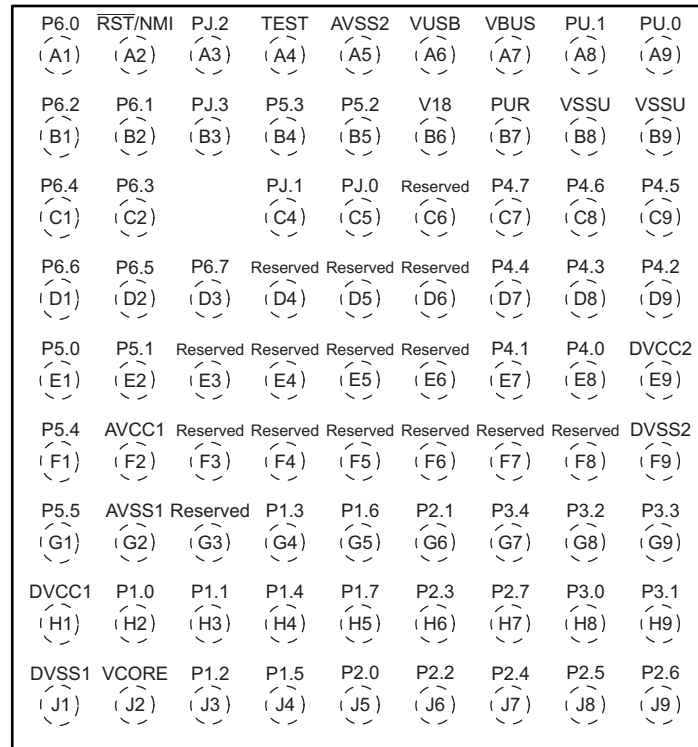 P6.0 RST/NMI PJ.2 TEST AVSS2 VUSB VBUS PU.1 PU.0
A1 A2 A3 A4 A5 A6 A7 A8 A9
P6.2 P6.1 PJ.3 P5.3 P5.2 V18 PUR VSSU VSSU
B1 B2 B3 B4 B5 B6 B7 B8 B9
P6.4 P6.3 PJ.1 PJ.0 Reserved P4.7 P4.6 P4.5
C1 C2 C4 C5 C6 C7 C8 C9
P6.6 P6.5 P6.7 Reserved Reserved Reserved P4.4 P4.3 P4.2
D1 D2 D3 D4 D5 D6 D7 D8 D9
P5.0 P5.1 Reserved Reserved Reserved Reserved P4.1 P4.0 DVCC2
E1 E2 E3 E4 E5 E6 E7 E8 E9
P5.4 AVCC1 Reserved Reserved Reserved Reserved Reserved Reserved DVSS2
F1 F2 F3 F4 F5 F6 F7 F8 F9
P5.5 AVSS1 Reserved P1.3 P1.6 P2.1 P3.4 P3.2 P3.3
G1 G2 G3 G4 G5 G6 G7 G8 G9
DVCC1 P1.0 P1.1 P1.4 P1.7 P2.3 P2.7 P3.0 P3.1
H1 H2 H3 H4 H5 H6 H7 H8 H9
DVSS1 VCORE P1.2 P1.5 P2.0 P2.2 P2.4 P2.5 P2.6
J1 J2 J3 J4 J5 J6 J7 J8 J9